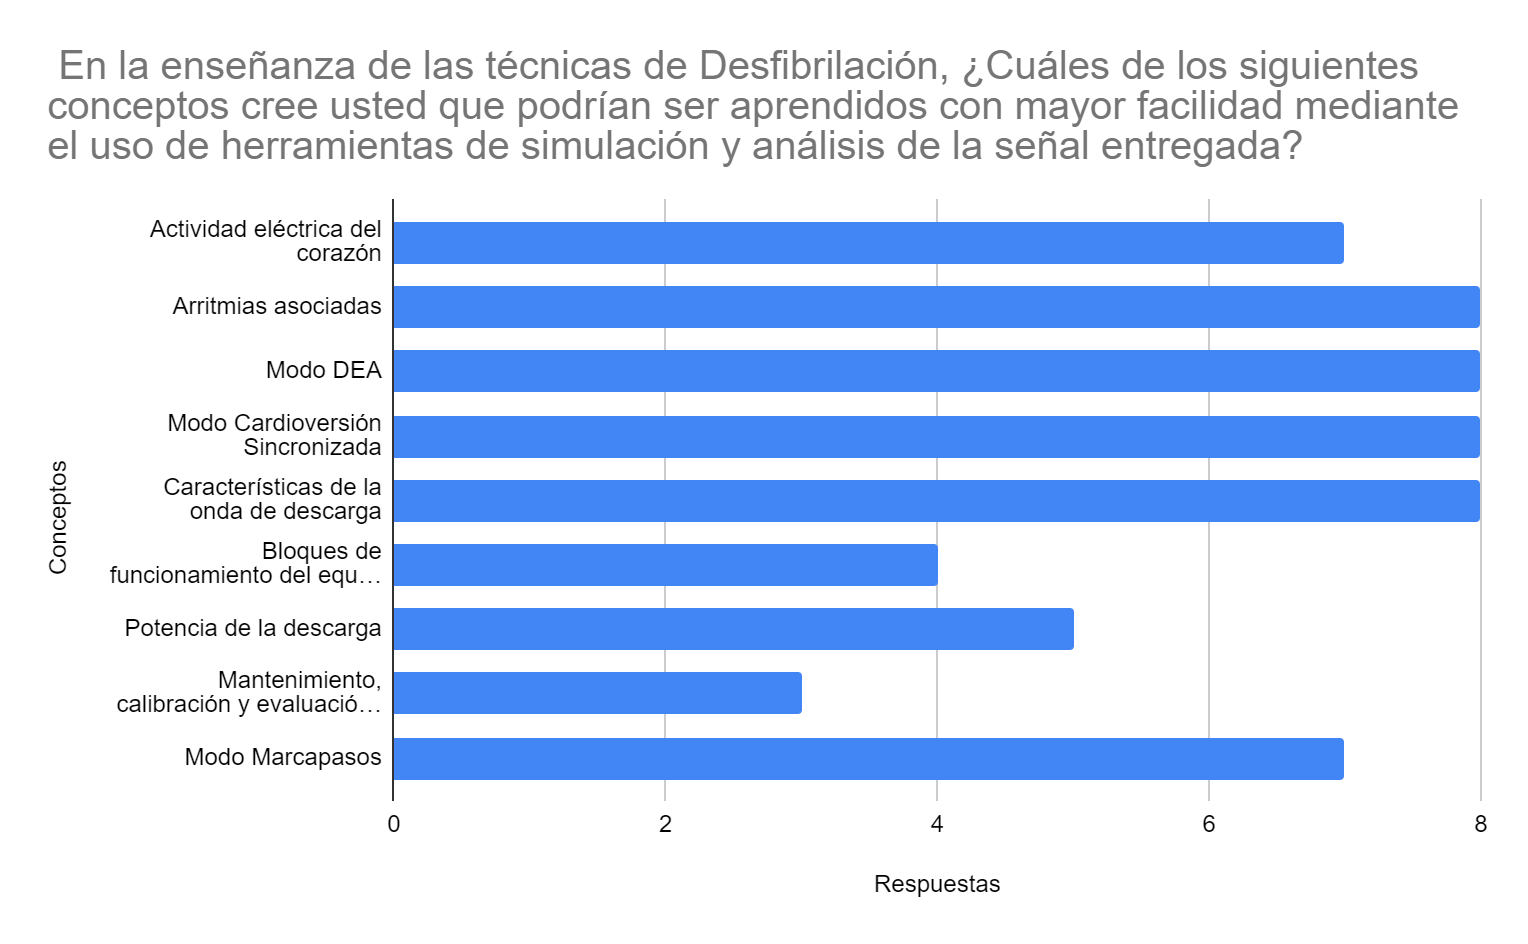 En la enseñanza de las técnicas de Desfibrilación, ¿Cuáles de los siguientes
conceptos cree usted que podrían ser aprendidos con mayor facilidad mediante
el uso de herramientas de simulación y análisis de la señal entregada?
Actividad eléctrica del
corazón
Arritmias asociadas
Modo DEA
Modo Cardioversión
Sincronizada
Características de la
onda de descarga
Bloques de
funcionamiento del equ…
Potencia de la descarga
Mantenimiento,
calibración y evaluació…
Modo Marcapasos
Conceptos
0 2 4 6 8
Respuestas